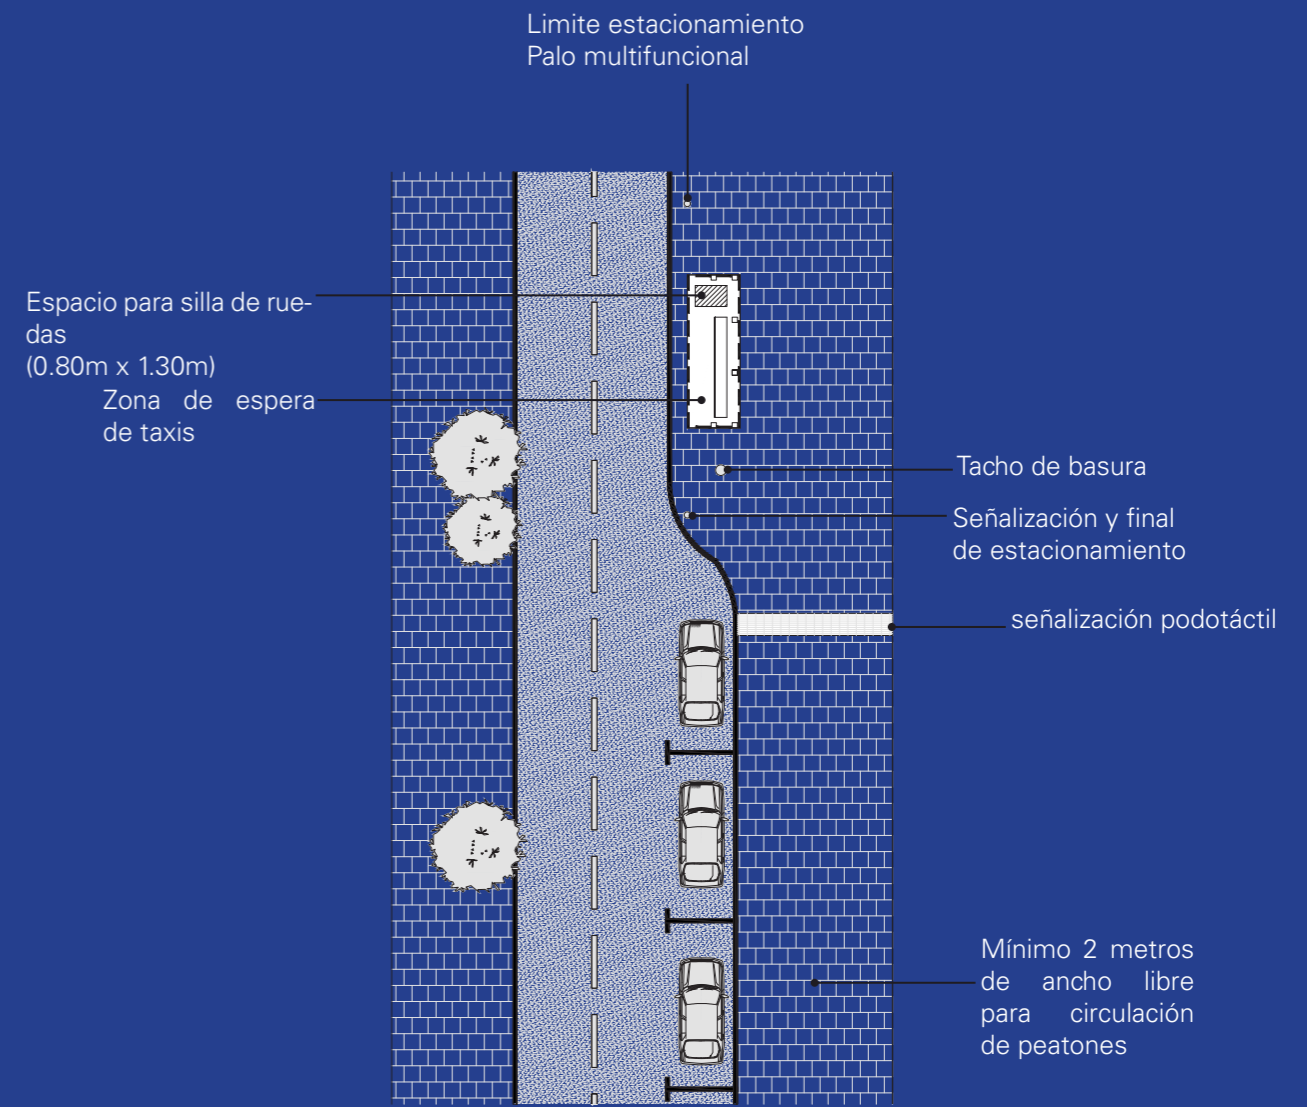 Limite estacionamiento
Palo multifuncional
Espacio para silla de rue-
das
(0.80m x 1.30m)
Zona de espera
de taxis
Tacho de basura
Señalización y final
de estacionamiento
señalización podotáctil
Mínimo 2 metros
de ancho libre
para circulación
de peatones